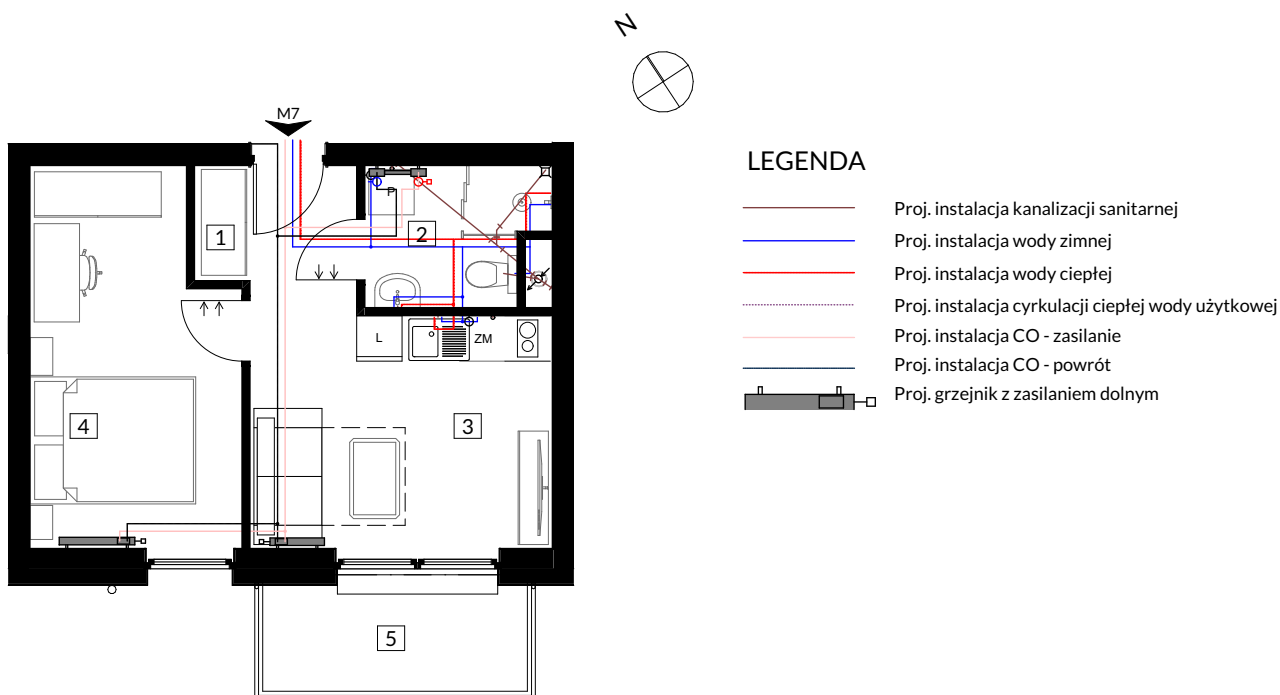 N
M7
LEGENDA
Proj. instalacja kanalizacji sanitarnej
Proj. instalacja wody zimnej
Proj. instalacja wody ciepłej
Proj. instalacja cyrkulacji ciepłej wody użytkowej
Proj. instalacja CO - zasilanie
Proj. instalacja CO - powrót
Proj. grzejnik z zasilaniem dolnym
P
1
2
L
ZM
4
3
5